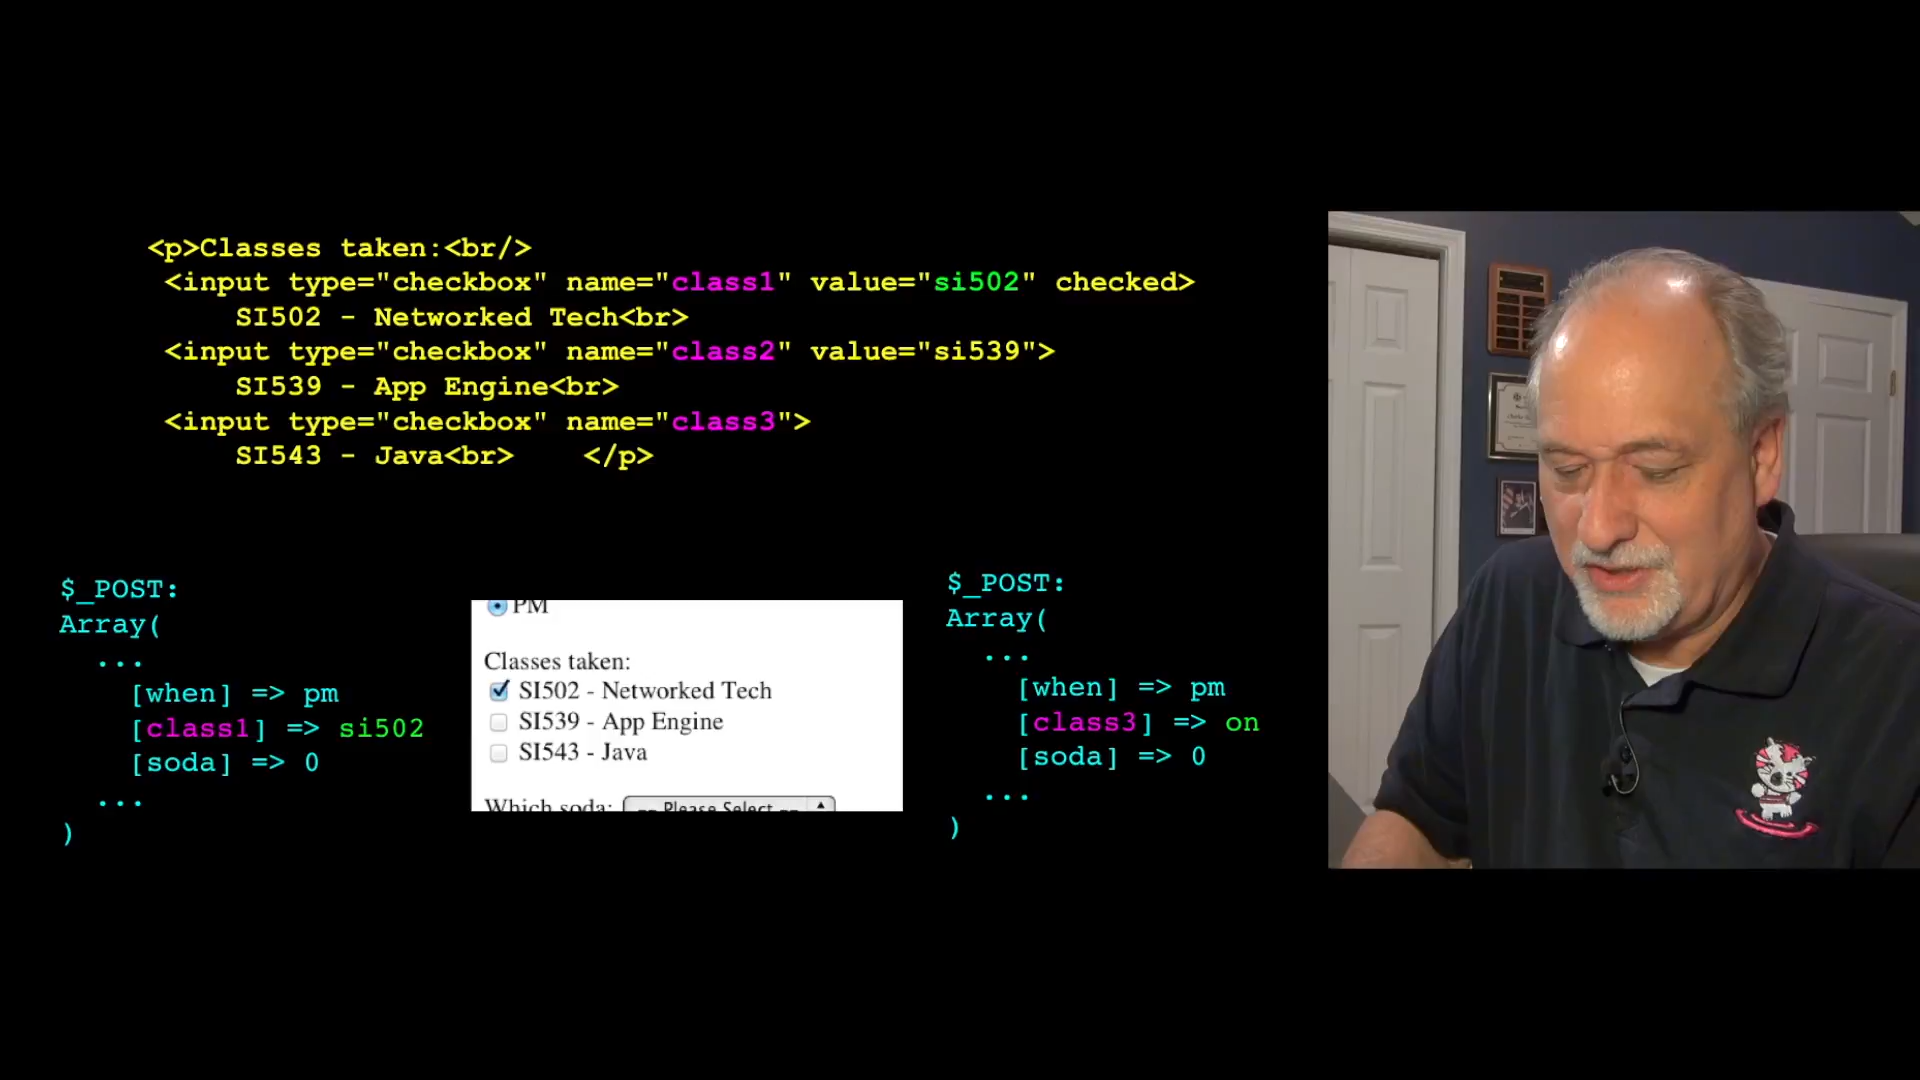 <p>Classes taken:<br/>
<input type="checkbox" name="class1" value="si502" checked>
SI502 - Networked Tech<br>
<input type="checkbox" name="class2" value="si539">
SI539 - App Engine<br>
<input type="checkbox" name="class3">
SI543 - Java<br> </p>
$_POST:
Array(
...
[when] => pm
[class1] => si502
[soda] => 0
...
)
PM
Classes taken:
SI502 - Networked Tech
SI539 - App Engine
SI543 - Java
Which soda: -- Please Select --
$_POST:
Array(
...
[when] => pm
[class3] => on
[soda] => 0
...
)